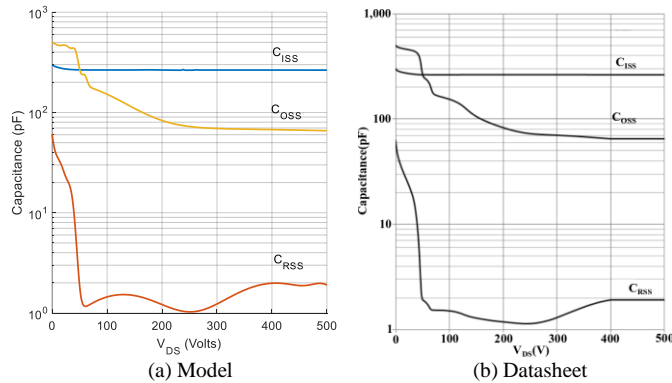 10³
10²
10¹
10⁰
Capacitance (pF)
C_ISS
C_OSS
C_RSS
0 100 200 300 400 500
V_DS (Volts)
(a) Model
1,000
100
10
1
Capacitance(pF)
C_ISS
C_OSS
C_RSS
0 100 200 300 400 500
V_DS(V)
(b) Datasheet